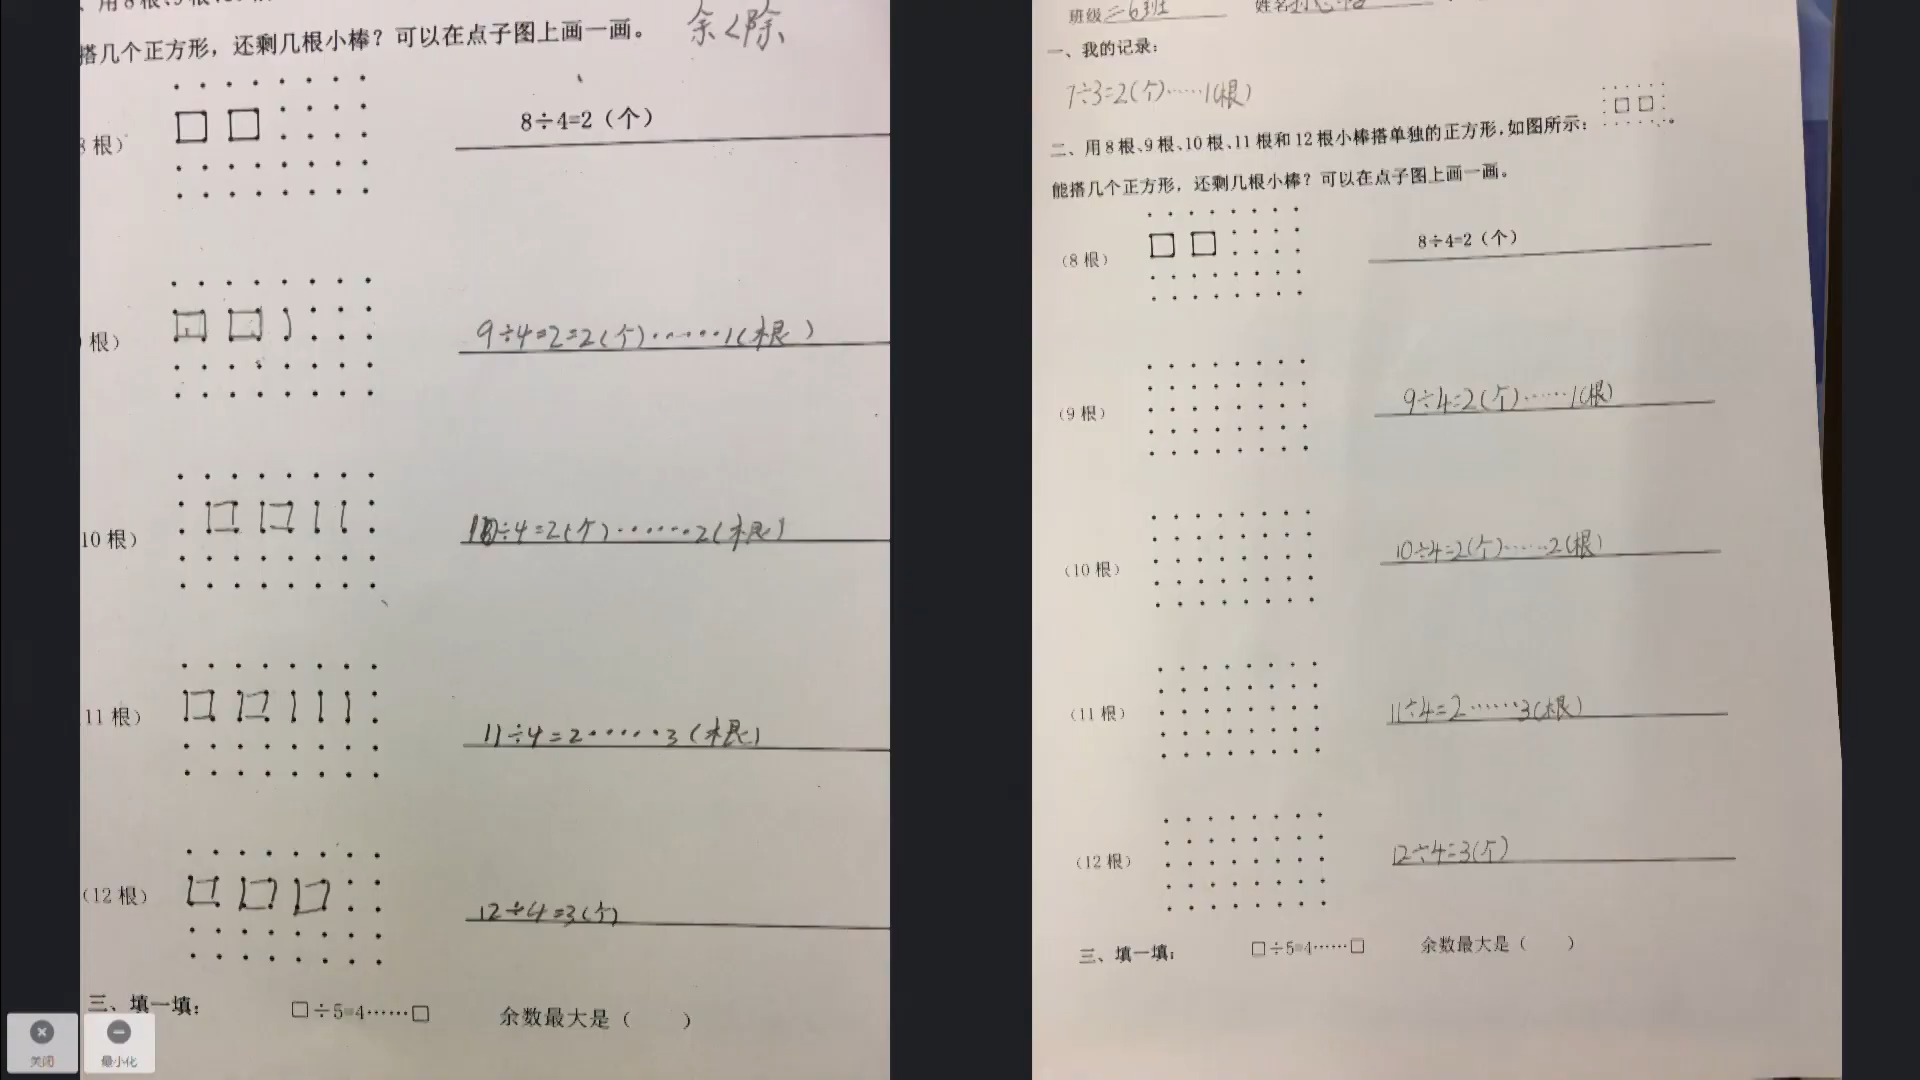 搭几个正方形，还剩几根小棒？可以在点子图上画一画。
余<除
8÷4=2（个）
根）
9÷4=2=2(个)……1(根)
10根）
10÷4=2(个)……2(根)
11根）
11÷4=2……3(根)
（12根）
12÷4=3(个)
三、填一填：
□÷5=4……□
余数最大是（ ）
关闭
最小化
班级 二6班
姓名
一、我的记录：
7÷3=2(个)……1(根)
二、用8根、9根、10根、11根和12根小棒搭单独的正方形，如图所示：
能搭几个正方形，还剩几根小棒？可以在点子图上画一画。
（8根）
8÷4=2（个）
（9根）
9÷4=2(个)……1(根)
（10根）
10÷4=2(个)……2(根)
（11根）
11÷4=2……3(根)
（12根）
12÷4=3(个)
三、填一填：
□÷5=4……□
余数最大是（ ）